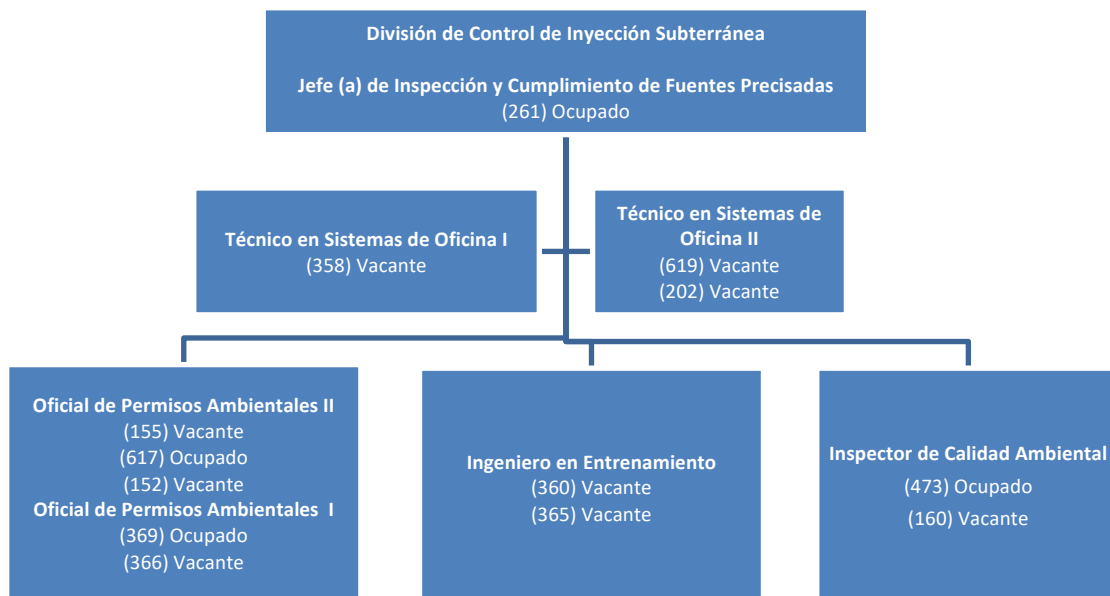 División de Control de Inyección Subterránea
Jefe (a) de Inspección y Cumplimiento de Fuentes Precisadas
(261) Ocupado
Técnico en Sistemas de Oficina I
(358) Vacante
Técnico en Sistemas de
Oficina II
(619) Vacante
(202) Vacante
Oficial de Permisos Ambientales II
(155) Vacante
(617) Ocupado
(152) Vacante
Oficial de Permisos Ambientales  I
(369) Ocupado
(366) Vacante
Ingeniero en Entrenamiento
(360) Vacante
(365) Vacante
Inspector de Calidad Ambiental
(473) Ocupado
(160) Vacante